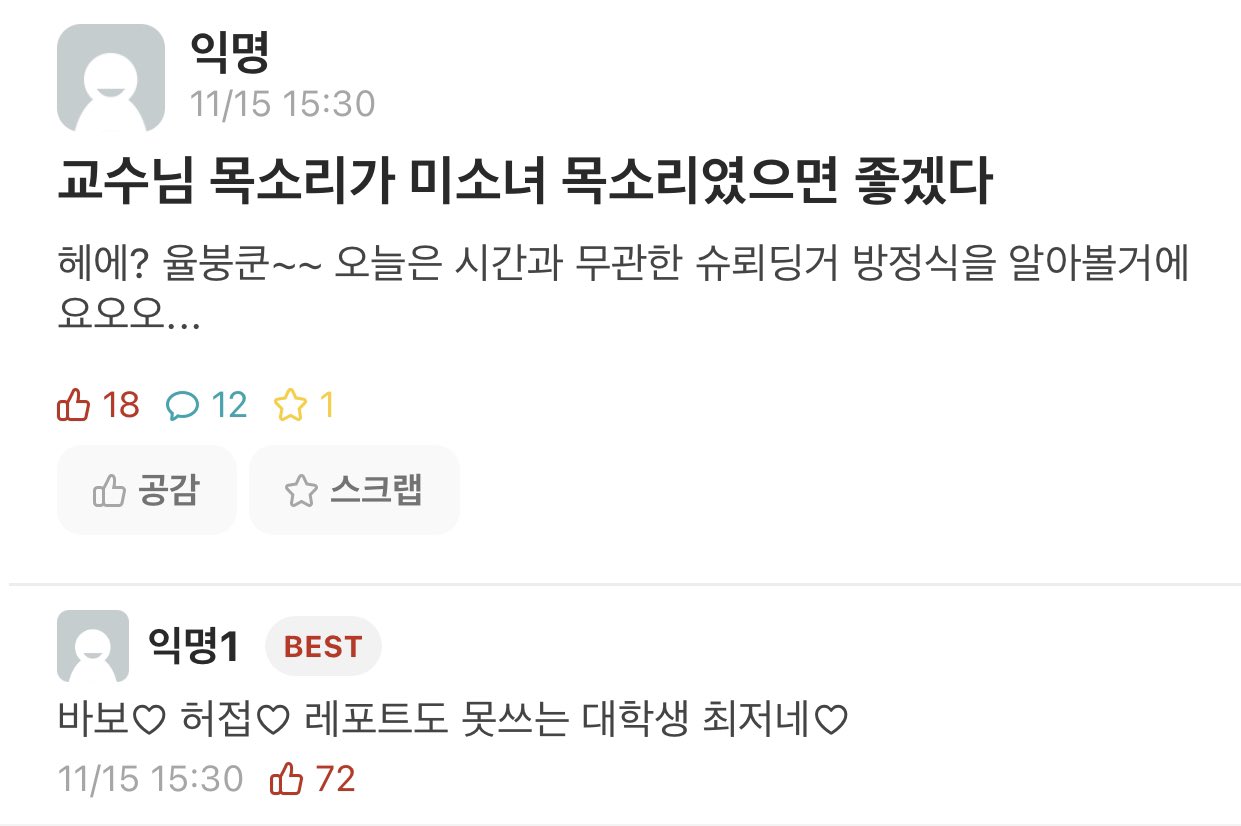 익명
11/15 15:30
교수님 목소리가 미소녀 목소리였으면 좋겠다
헤에? 율붕쿤~~ 오늘은 시간과 무관한 슈뢰딩거 방정식을 알아볼거에
요오오...
18 12 1
공감 스크랩
익명1 BEST
바보♡ 허접♡ 레포트도 못쓰는 대학생 최저네♡
11/15 15:30 72